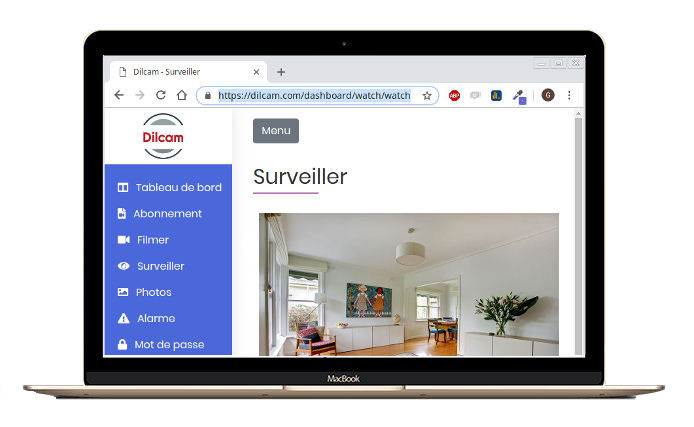 Dilcam - Surveiller
https://dilcam.com/dashboard/watch/watch
ABP
G
Dilcam
Menu
Tableau de bord
Surveiller
Abonnement
Filmer
Surveiller
Photos
Alarme
Mot de passe
MacBook